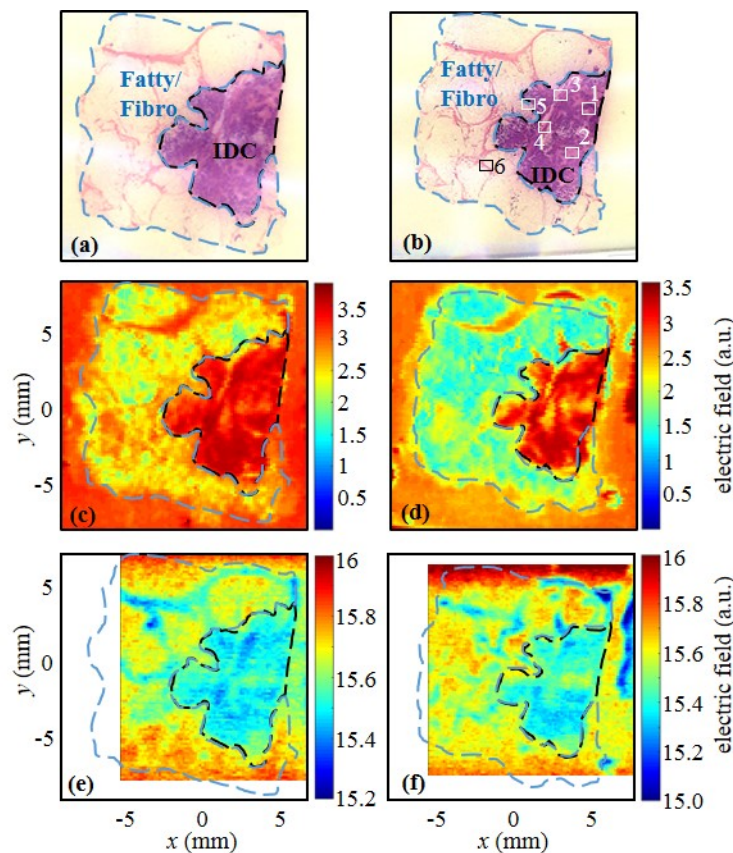 Fatty/
Fibro
IDC
(a)
Fatty/
Fibro
3
1
5
4
2
6
IDC
(b)
5
0
-5
y (mm)
(c)
3.5
3
2.5
2
1.5
1
0.5
(d)
3.5
3
2.5
2
1.5
1
0.5
electric field (a.u.)
5
0
-5
y (mm)
(e)
16
15.8
15.6
15.4
15.2
-5 0 5
x (mm)
(f)
16
15.8
15.6
15.4
15.2
15.0
electric field (a.u.)
-5 0 5
x (mm)